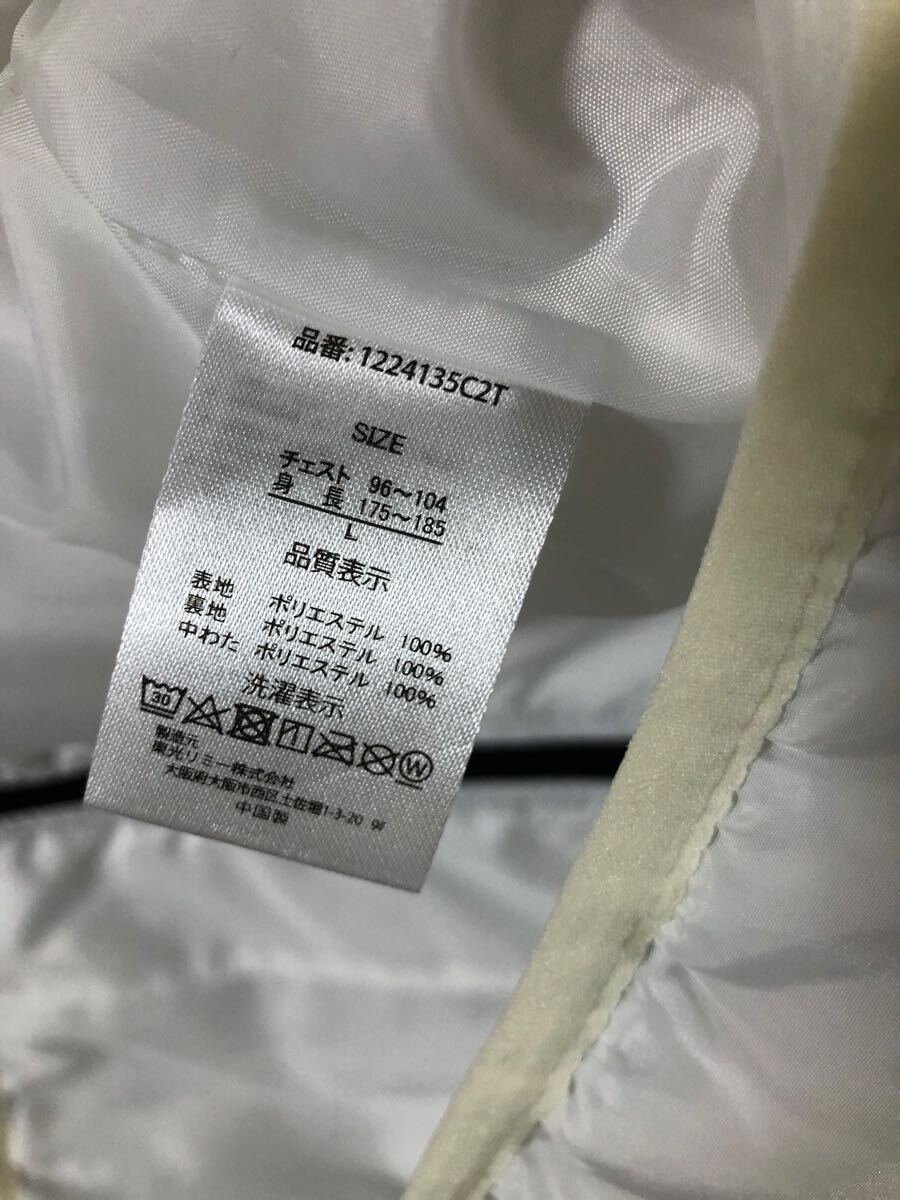 品番: 1224135C2T
SIZE
チェスト 96～104
身長 175～185
L
品質表示
表地 ポリエステル 100%
裏地 ポリエステル 100%
中わた ポリエステル 100%
洗濯表示
30
W
製造元
東光リミー株式会社
大阪府大阪市西区土佐堀1-3-20 9F
中国製